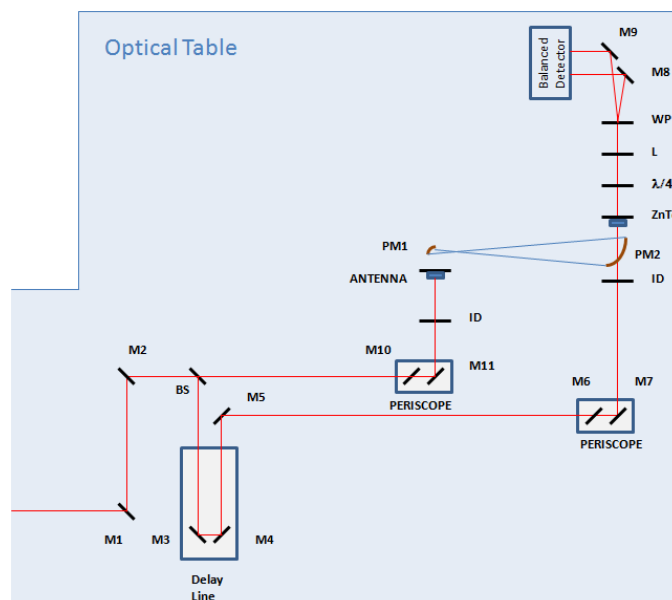 Optical Table
M9
Balanced
Detector
M8
WP
L
λ/4
ZnT
PM1
PM2
ANTENNA
ID
ID
M2
M10
M11
BS
M5
PERISCOPE
M6
M7
PERISCOPE
M1
M3
M4
Delay
Line